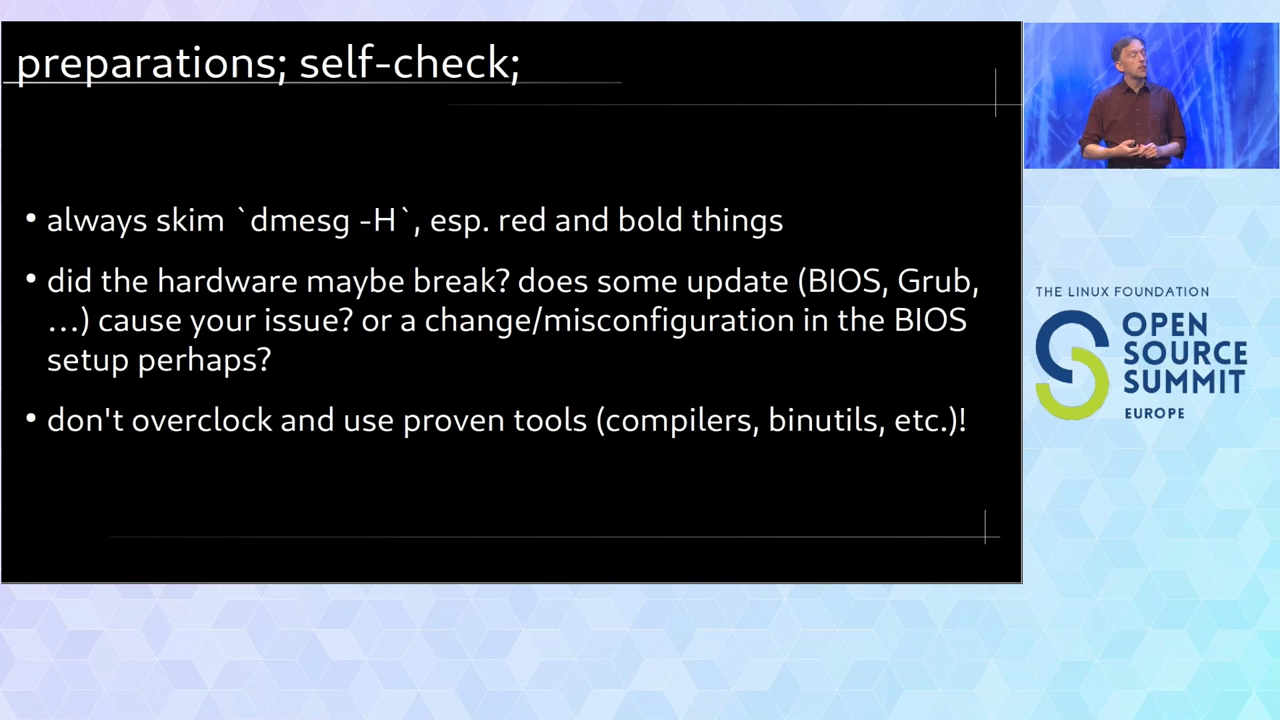 preparations; self-check;
• always skim `dmesg -H`, esp. red and bold things
• did the hardware maybe break? does some update (BIOS, Grub,
…) cause your issue? or a change/misconfiguration in the BIOS
setup perhaps?
• don't overclock and use proven tools (compilers, binutils, etc.)!
THE LINUX FOUNDATION
OPEN
SOURCE
SUMMIT
EUROPE